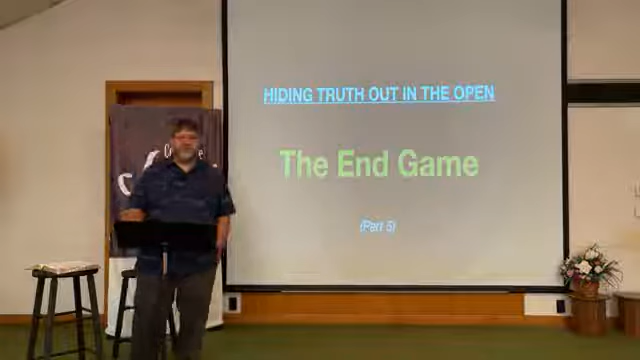 HIDING TRUTH OUT IN THE OPEN
The End Game
(Part 5)